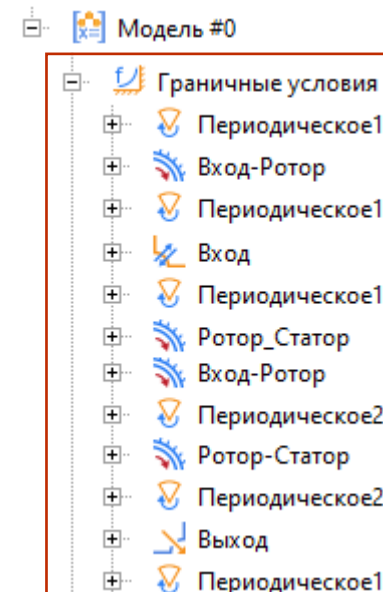 Модель #0
Граничные условия
Периодическое1
Вход-Ротор
Периодическое1
Вход
Периодическое1
Ротор_Статор
Вход-Ротор
Периодическое2
Ротор-Статор
Периодическое2
Выход
Периодическое1